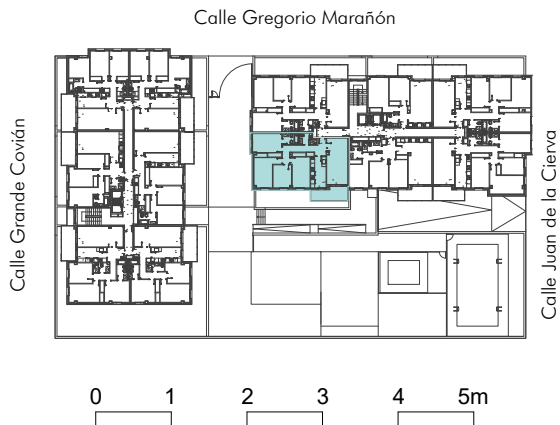 Calle Gregorio Marañón
Calle Grande Covián
Calle Juan de la Cierva
0 1 2 3 4 5m